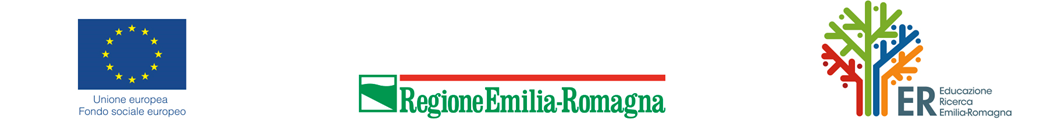 Unione europea
Fondo sociale europeo
RegioneEmilia-Romagna
ER
Educazione
Ricerca
Emilia-Romagna